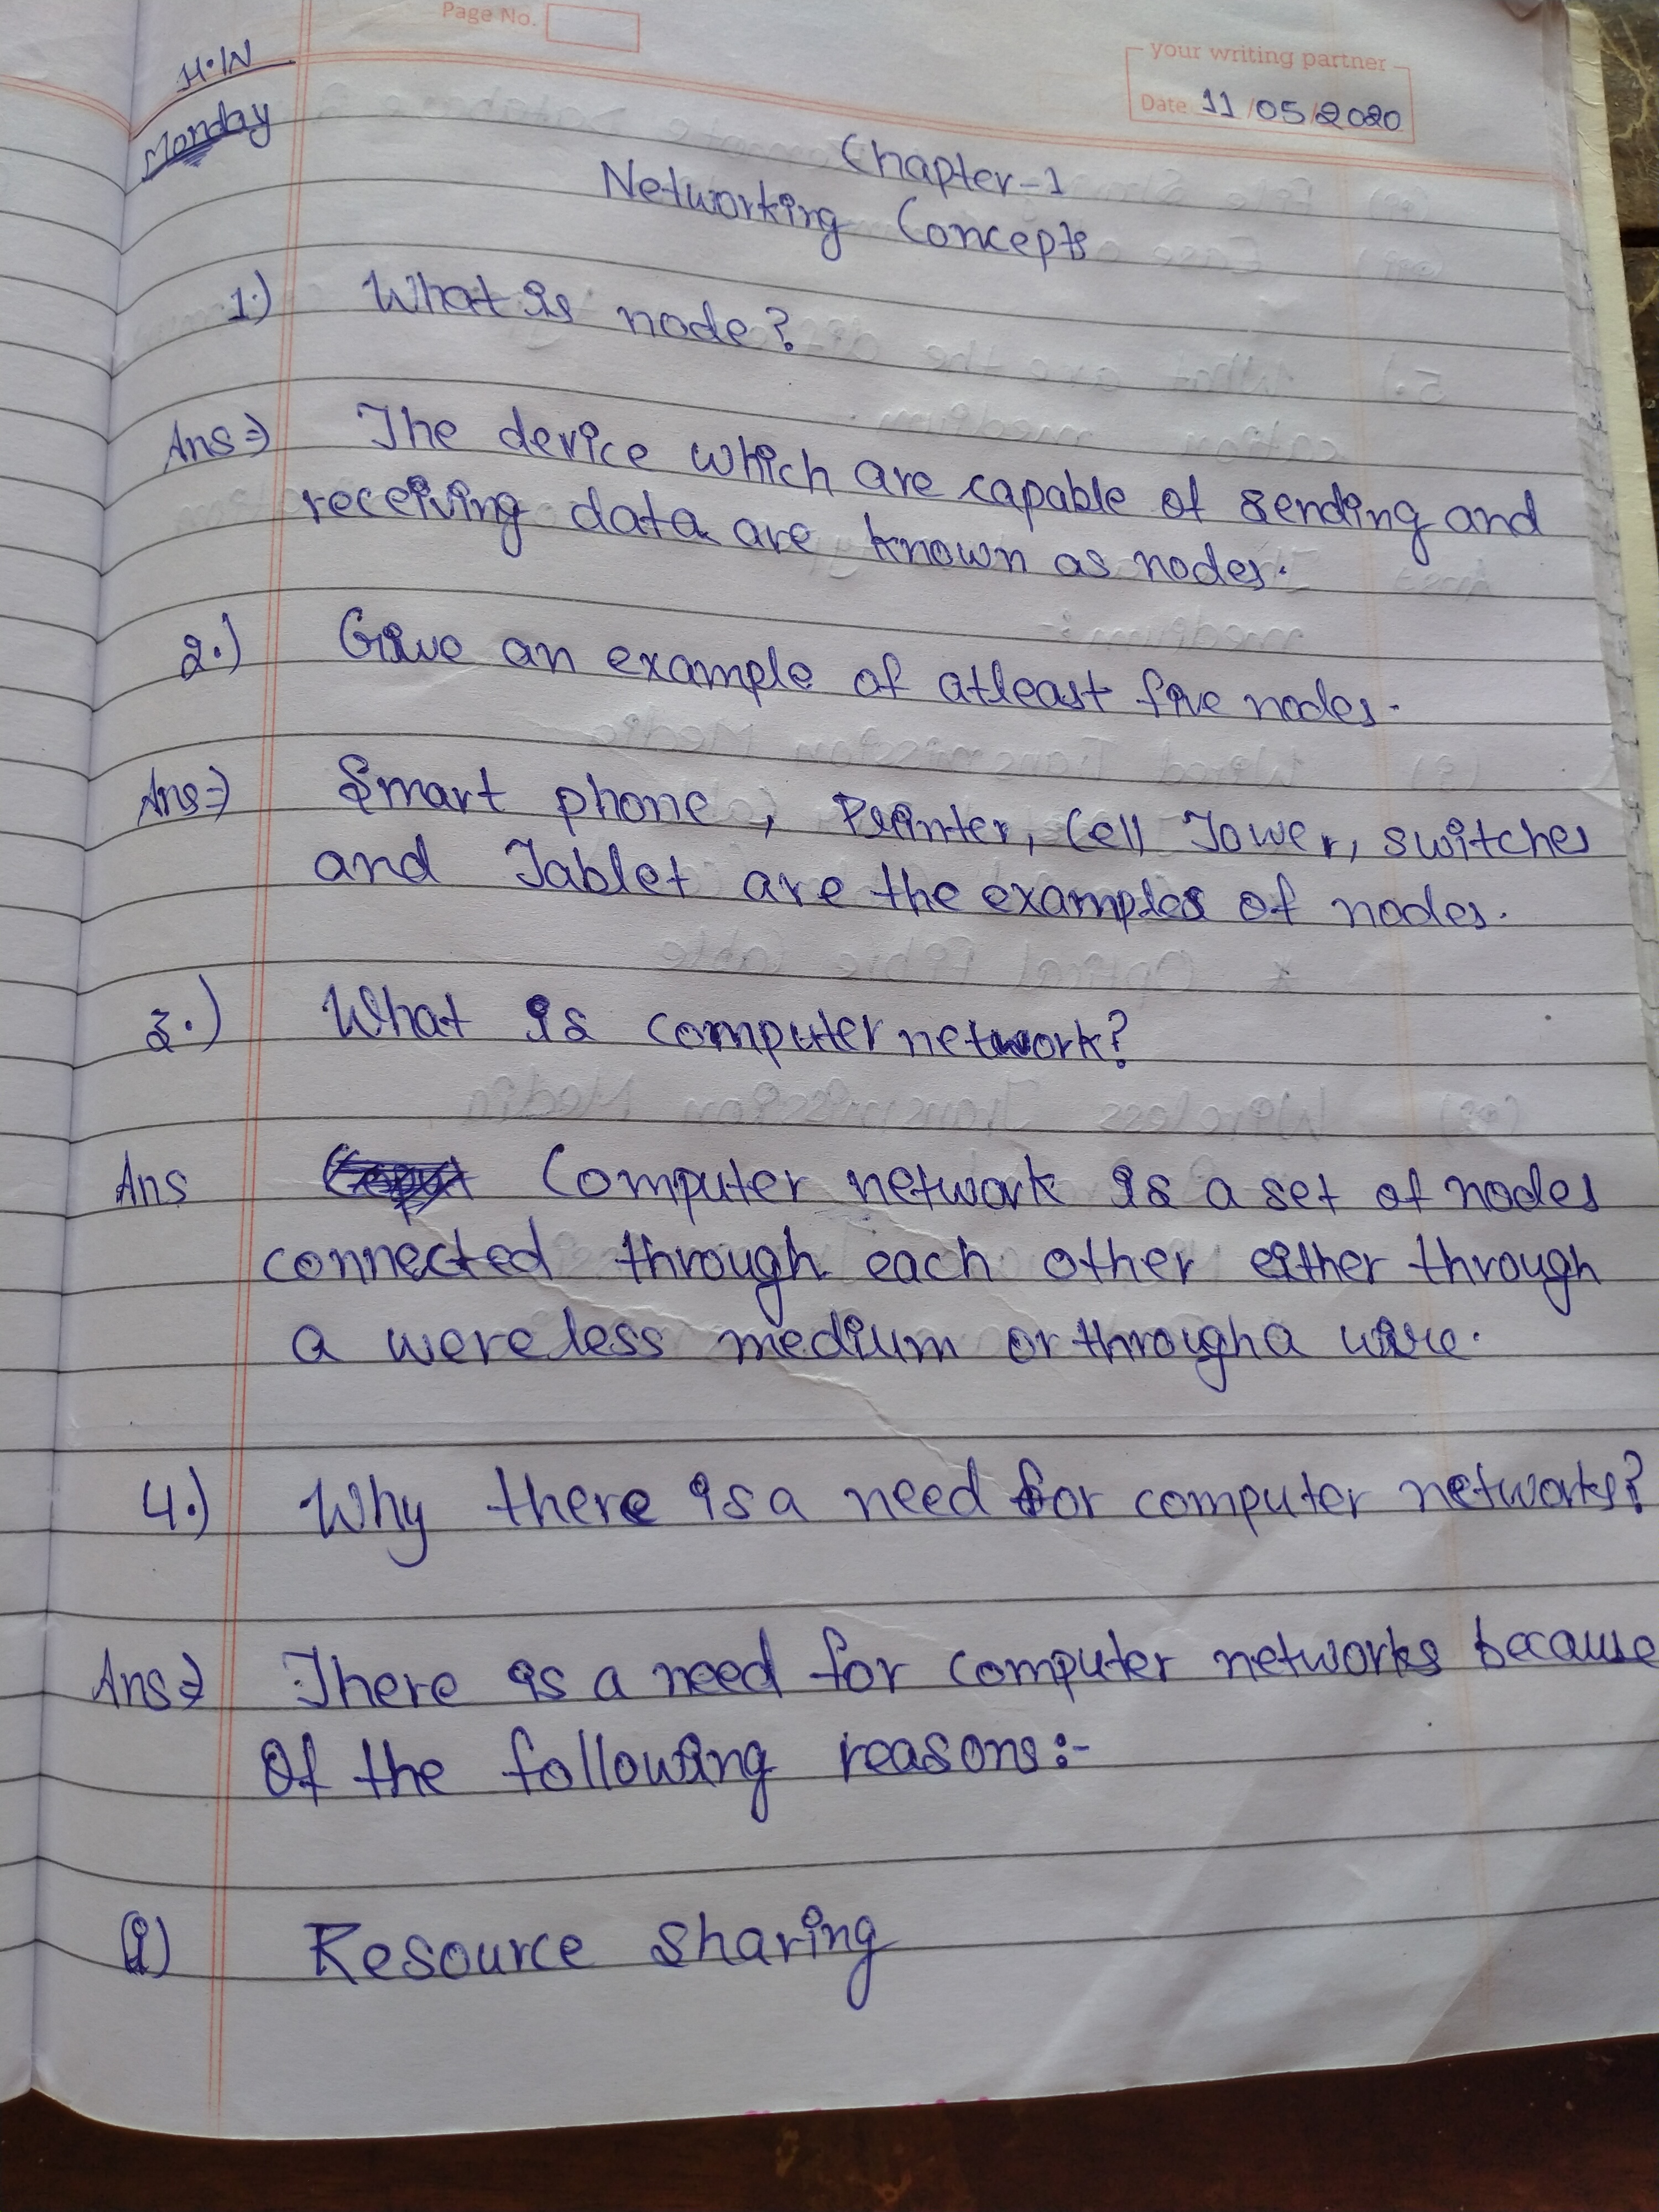 Page No.
your writing partner
Date 11/05/2020
H.W
Monday
Chapter-1
Networking Concepts
1.) What is node?
Ans⇒ The device which are capable of sending and
receiving data are known as nodes.
2.) Give an example of atleast five nodes.
Ans⇒ Smart phone, Printer, Cell Tower, switches
and Tablet are the examples of nodes.
3.) What is computer network?
Ans Computer network is a set of nodes
connected through each other either through
a wereless medium or through a wire.
4.) Why there is a need for computer networks?
Ans⇒ There is a need for computer networks because
Of the following reasons:-
(i) Resource sharing